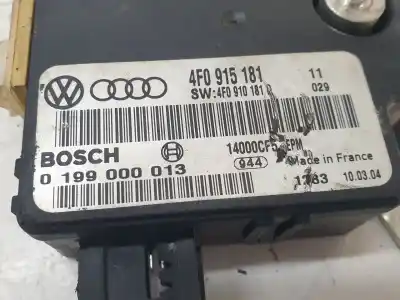 4F0 915 181 11
SW:4F0 910 181 029
BOSCH 14000CF5 EPM
944 Made in France
0 199 000 013
10.03.04